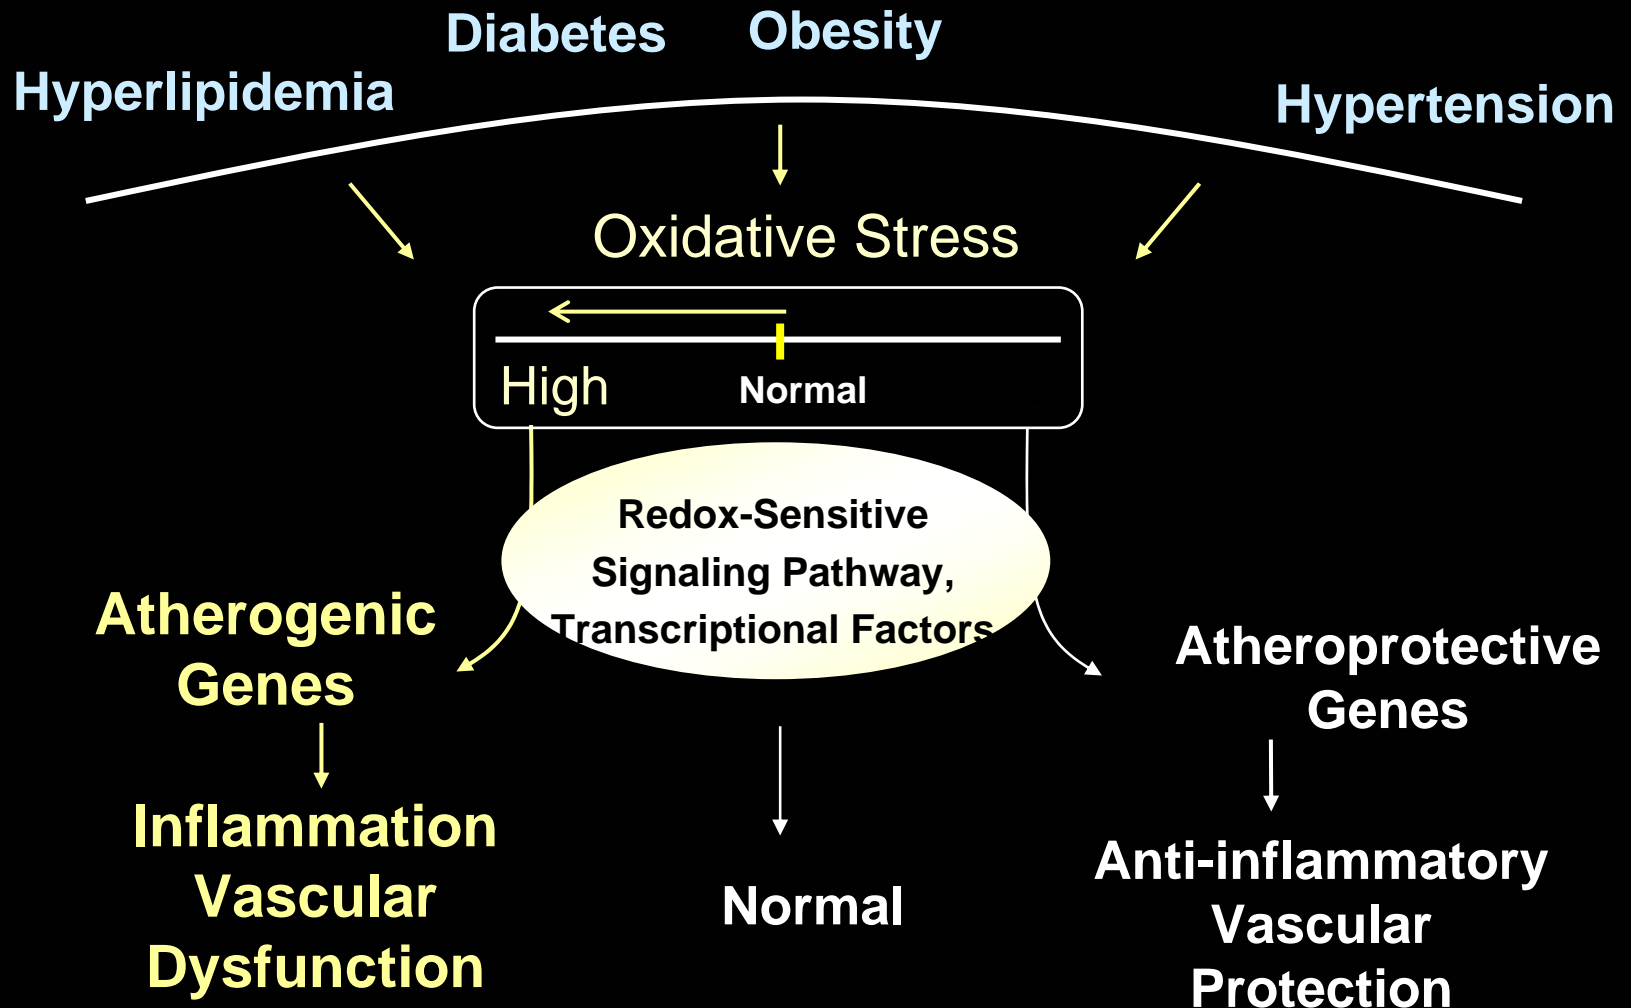 Diabetes Obesity
Hyperlipidemia
Hypertension
Oxidative Stress
High Normal
Redox-Sensitive
Signaling Pathway,
Transcriptional Factors
Atherogenic
Genes
Atheroprotective
Genes
Inflammation
Vascular
Dysfunction
Normal
Anti-inflammatory
Vascular
Protection